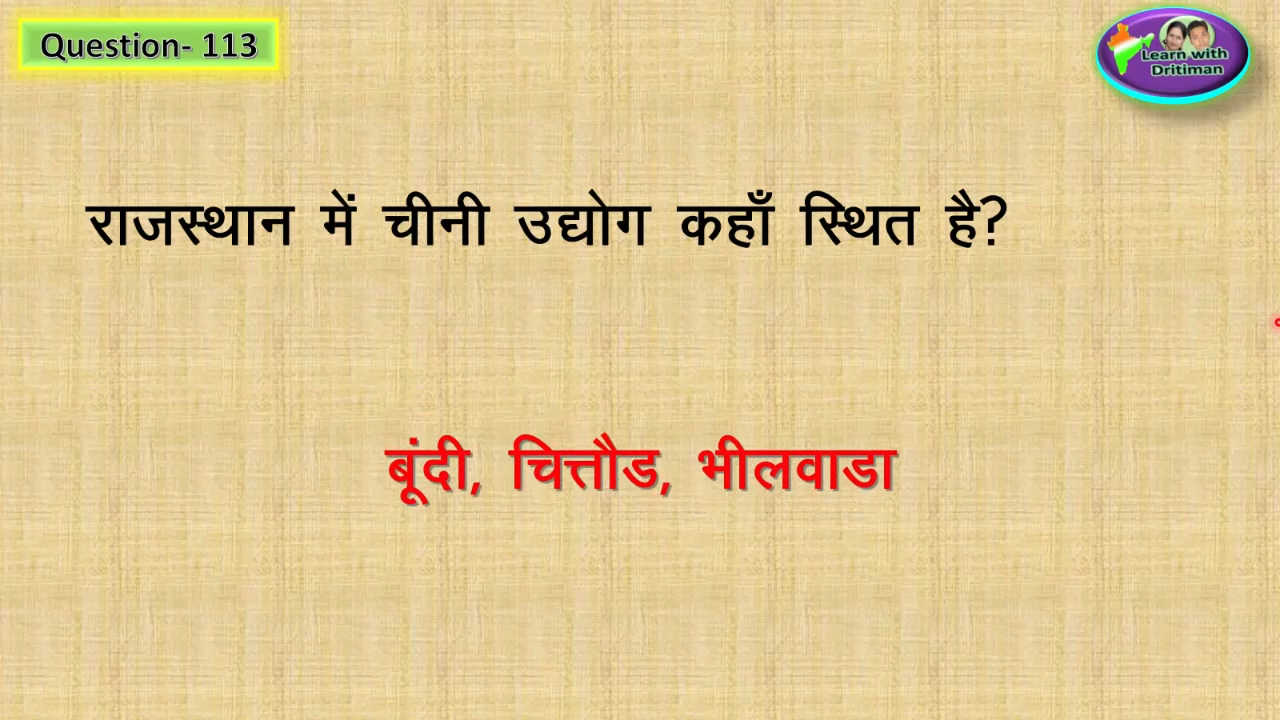 Question- 113
Learn with
Dritiman
राजस्थान में चीनी उद्योग कहाँ स्थित है?
बूंदी, चित्तौड, भीलवाडा